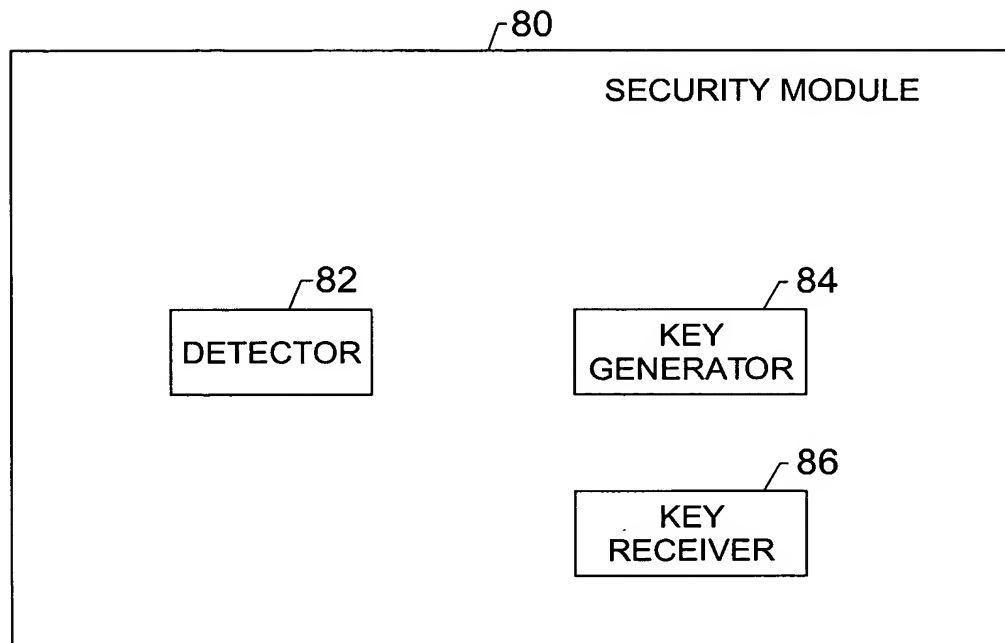 80
SECURITY MODULE
82
DETECTOR
84
KEY
GENERATOR
86
KEY
RECEIVER